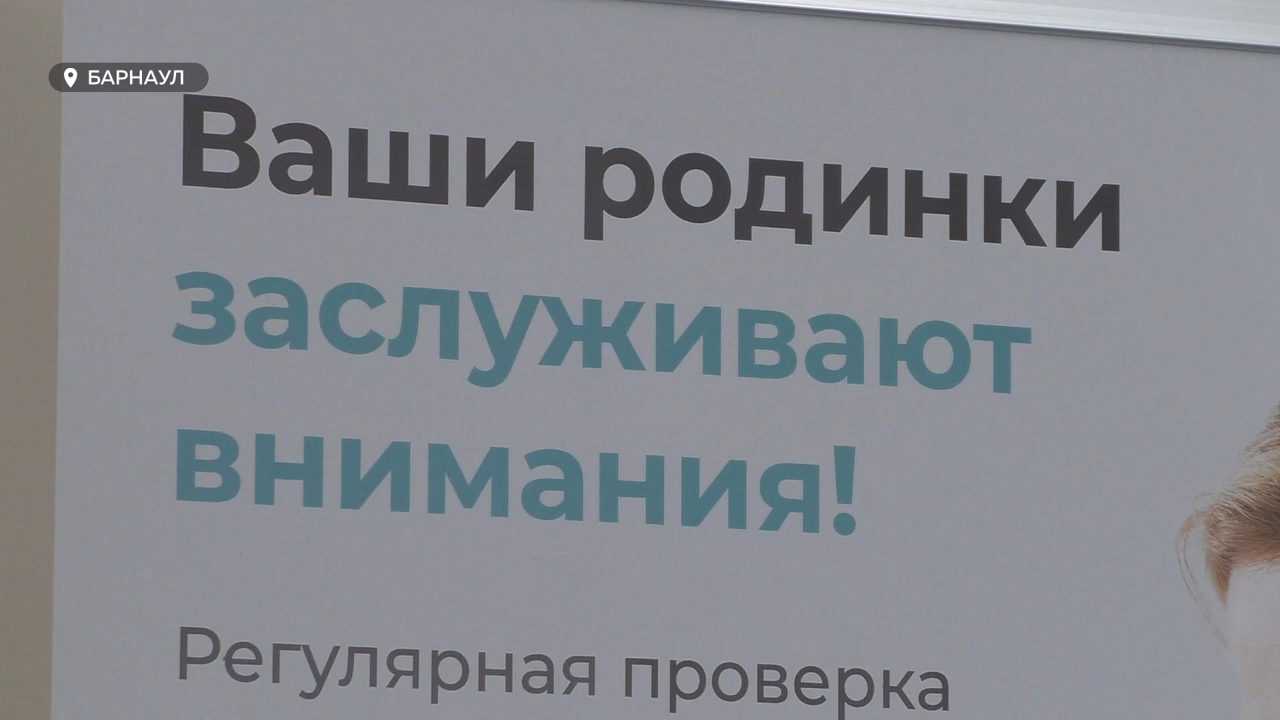 БАРНАУЛ
Ваши родинки
заслуживают
внимания!
Регулярная проверка